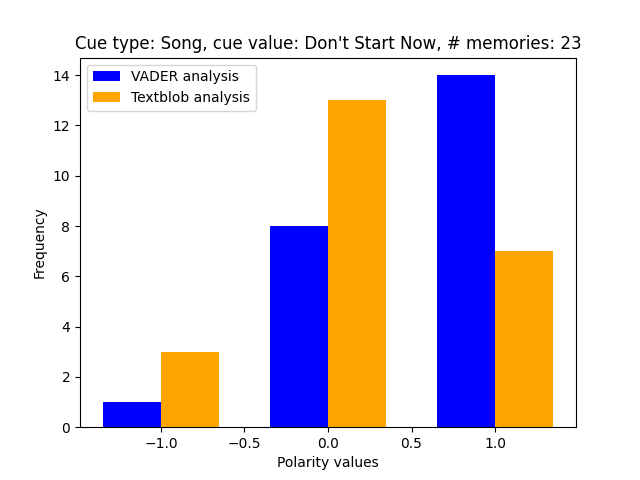 Cue type: Song, cue value: Don't Start Now, # memories: 23
VADER analysis
Textblob analysis
14
12
10
8
6
4
2
0
Frequency
−1.0
−0.5
0.0
0.5
1.0
Polarity values